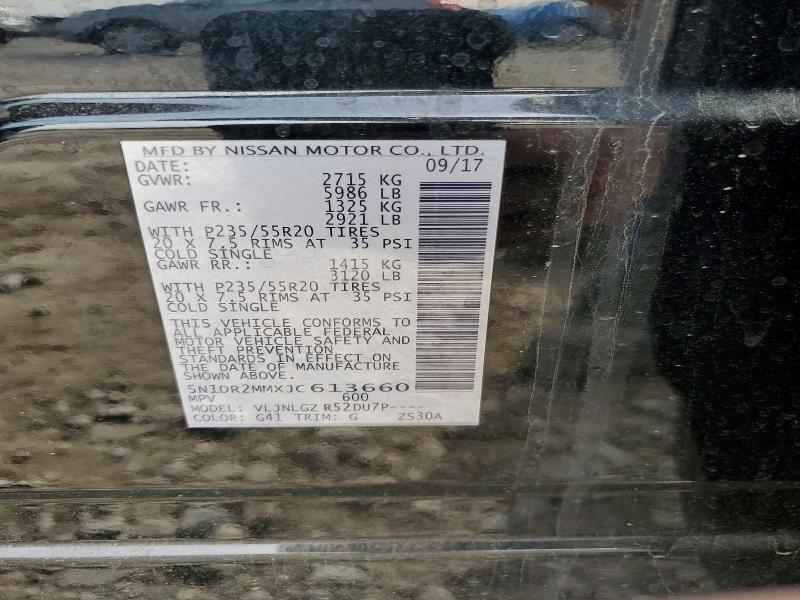 MFD BY NISSAN MOTOR CO., LTD.
DATE: 09/17
GVWR: 2715 KG
5986 LB
GAWR FR.: 1325 KG
2921 LB
WITH P235/55R20 TIRES
20 X 7.5 RIMS AT 35 PSI
COLD SINGLE
GAWR RR.: 1415 KG
3120 LB
WITH P235/55R20 TIRES
20 X 7.5 RIMS AT 35 PSI
COLD SINGLE
THIS VEHICLE CONFORMS TO
ALL APPLICABLE FEDERAL
MOTOR VEHICLE SAFETY AND
THEFT PREVENTION
STANDARDS IN EFFECT ON
THE DATE OF MANUFACTURE
SHOWN ABOVE.
5N1DR2MMXJC613660
MPV 600
MODEL: VLJNLGZ R52DU7P----
COLOR: G41 TRIM: G ZS30A